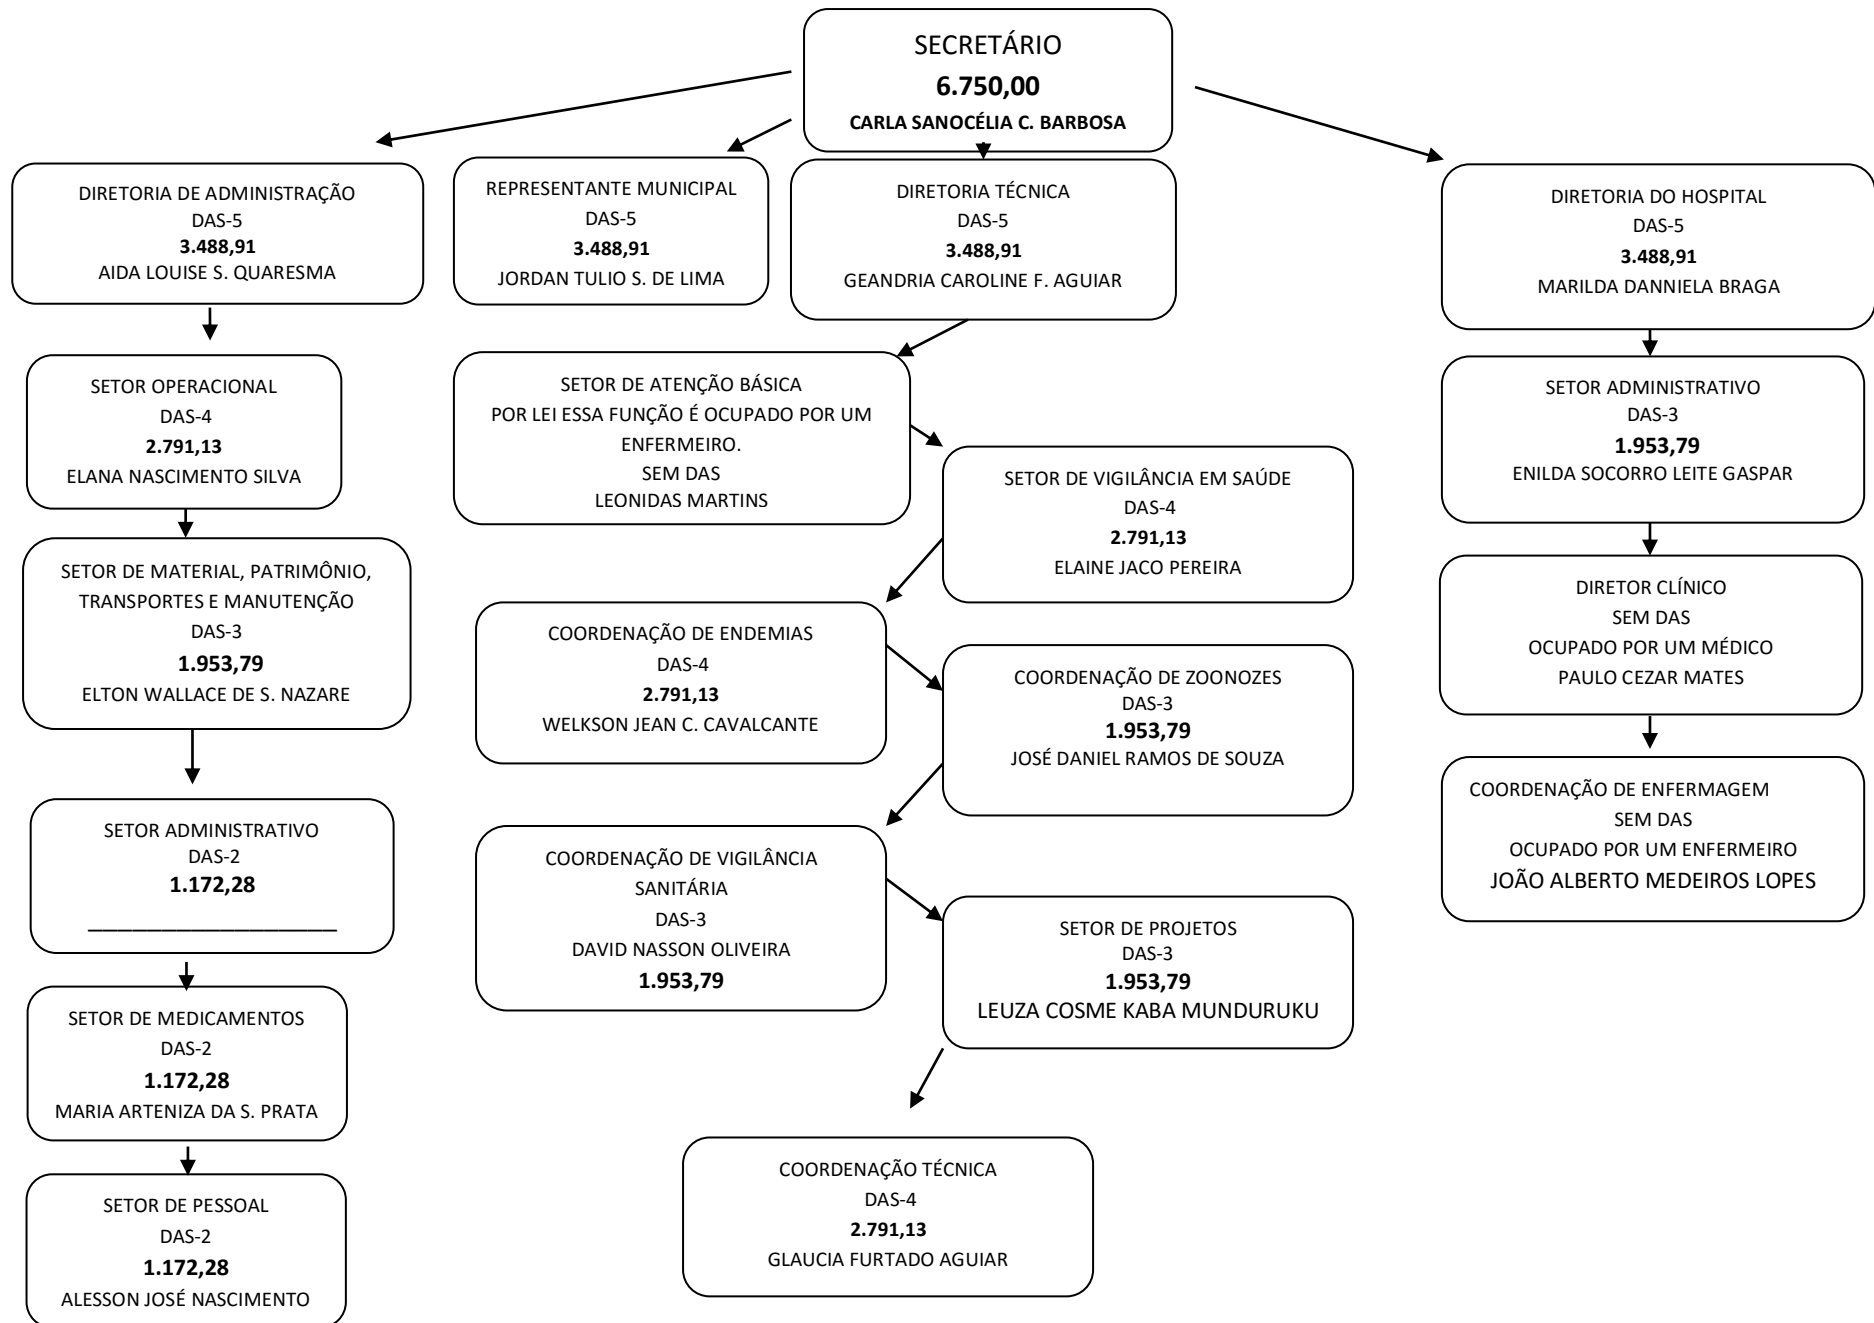 SECRETÁRIO
6.750,00
CARLA SANOCÉLIA C. BARBOSA
DIRETORIA DE ADMINISTRAÇÃO
DAS-5
3.488,91
AIDA LOUISE S. QUARESMA
REPRESENTANTE MUNICIPAL
DAS-5
3.488,91
JORDAN TULIO S. DE LIMA
DIRETORIA TÉCNICA
DAS-5
3.488,91
GEANDRIA CAROLINE F. AGUIAR
DIRETORIA DO HOSPITAL
DAS-5
3.488,91
MARILDA DANNIELA BRAGA
SETOR OPERACIONAL
DAS-4
2.791,13
ELANA NASCIMENTO SILVA
SETOR DE MATERIAL, PATRIMÔNIO,
TRANSPORTES E MANUTENÇÃO
DAS-3
1.953,79
ELTON WALLACE DE S. NAZARE
SETOR ADMINISTRATIVO
DAS-2
1.172,28
SETOR DE MEDICAMENTOS
DAS-2
1.172,28
MARIA ARTENIZA DA S. PRATA
SETOR DE PESSOAL
DAS-2
1.172,28
ALESSON JOSÉ NASCIMENTO
SETOR DE ATENÇÃO BÁSICA
POR LEI ESSA FUNÇÃO É OCUPADO POR UM
ENFERMEIRO.
SEM DAS
LEONIDAS MARTINS
SETOR DE VIGILÂNCIA EM SAÚDE
DAS-4
2.791,13
ELAINE JACO PEREIRA
COORDENAÇÃO DE ENDEMIAS
DAS-4
2.791,13
WELKSON JEAN C. CAVALCANTE
COORDENAÇÃO DE ZOONOZES
DAS-3
1.953,79
JOSÉ DANIEL RAMOS DE SOUZA
COORDENAÇÃO DE VIGILÂNCIA
SANITÁRIA
DAS-3
DAVID NASSON OLIVEIRA
1.953,79
SETOR DE PROJETOS
DAS-3
1.953,79
LEUZA COSME KABA MUNDURUKU
COORDENAÇÃO TÉCNICA
DAS-4
2.791,13
GLAUCIA FURTADO AGUIAR
SETOR ADMINISTRATIVO
DAS-3
1.953,79
ENILDA SOCORRO LEITE GASPAR
DIRETOR CLÍNICO
SEM DAS
OCUPADO POR UM MÉDICO
PAULO CEZAR MATES
COORDENAÇÃO DE ENFERMAGEM
SEM DAS
OCUPADO POR UM ENFERMEIRO
JOÃO ALBERTO MEDEIROS LOPES